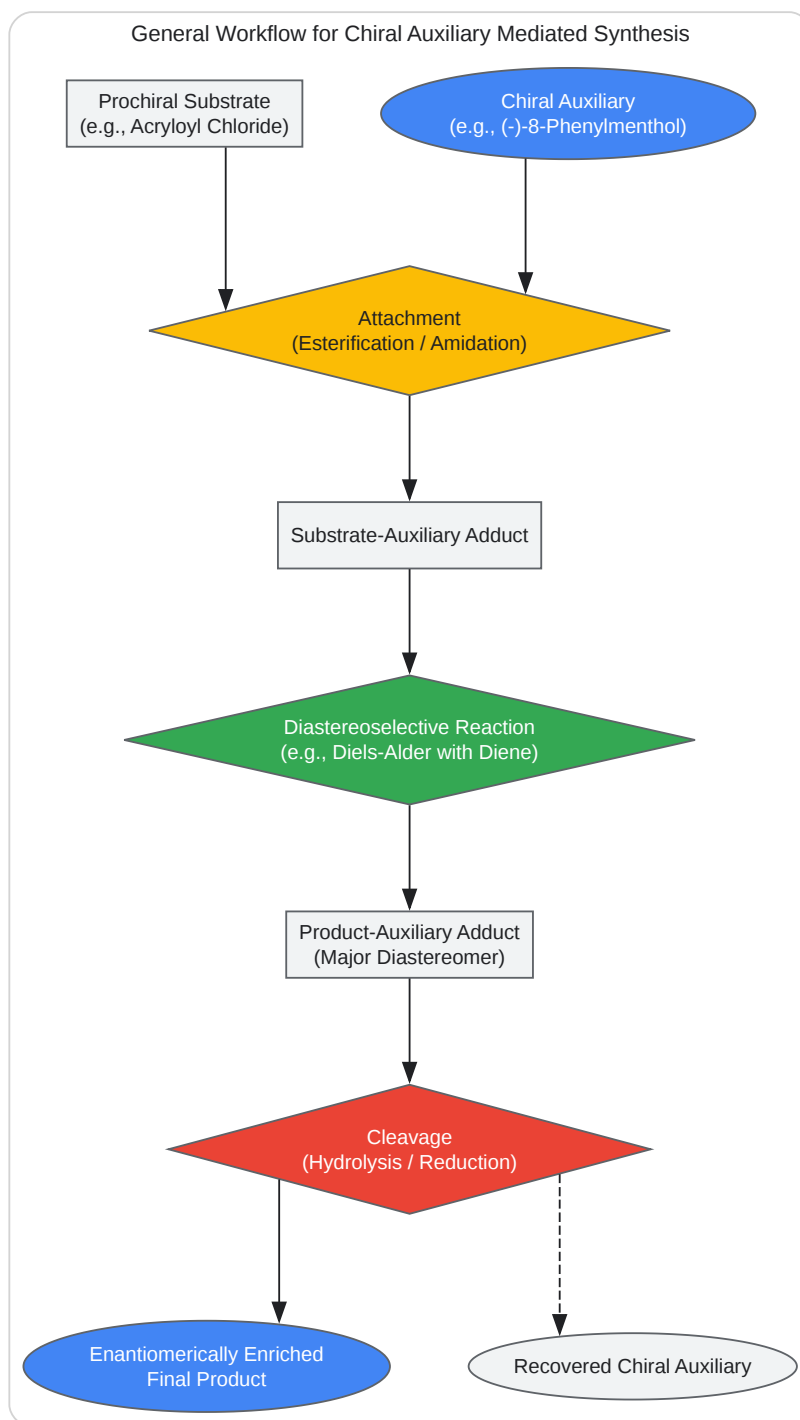 General Workflow for Chiral Auxiliary Mediated Synthesis
Prochiral Substrate
(e.g., Acryloyl Chloride)
Chiral Auxiliary
(e.g., (-)-8-Phenylmenthol)
Attachment
(Esterification / Amidation)
Substrate-Auxiliary Adduct
Diastereoselective Reaction
(e.g., Diels-Alder with Diene)
Product-Auxiliary Adduct
(Major Diastereomer)
Cleavage
(Hydrolysis / Reduction)
Enantiomerically Enriched
Final Product
Recovered Chiral Auxiliary